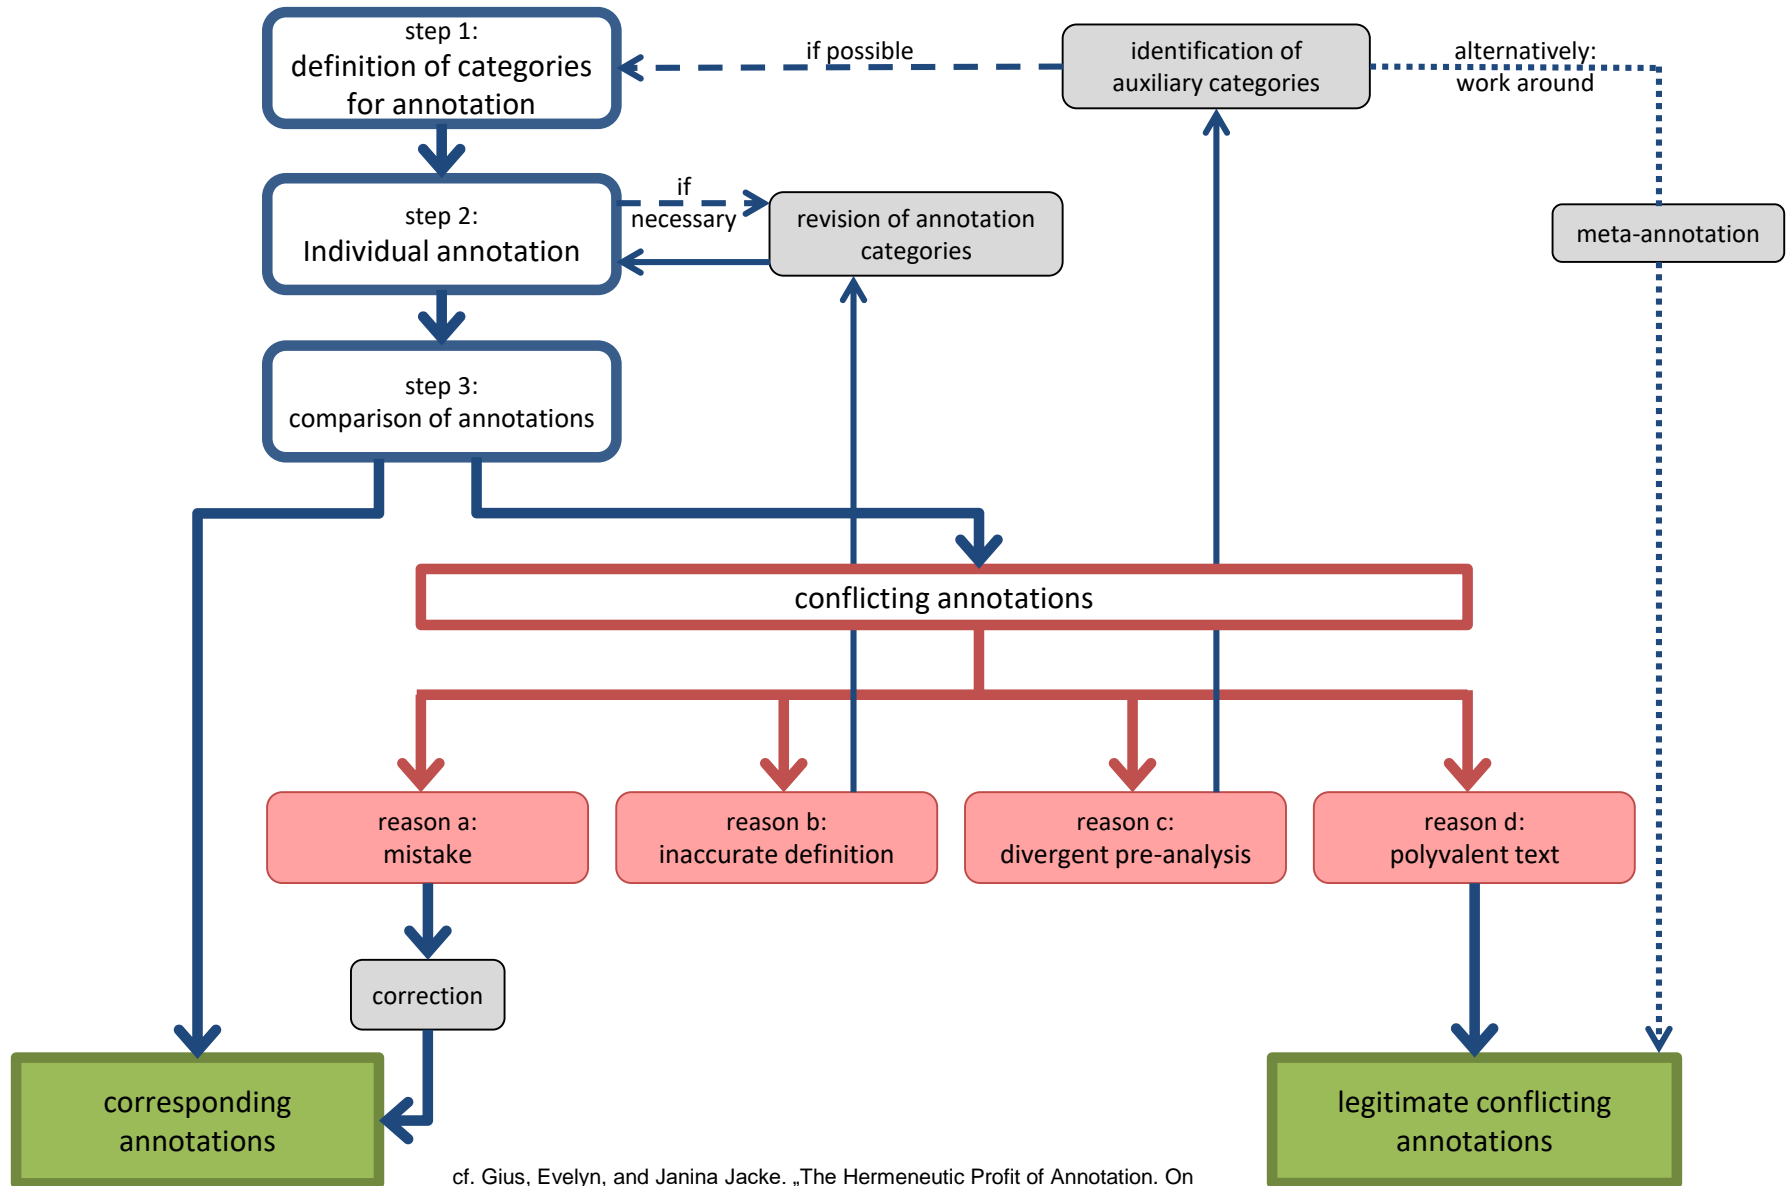 step 1:
definition of categories
for annotation
if possible
identification of
auxiliary categories
alternatively:
work around
step 2:
Individual annotation
if
necessary
revision of annotation
categories
meta-annotation
step 3:
comparison of annotations
conflicting annotations
reason a:
mistake
reason b:
inaccurate definition
reason c:
divergent pre-analysis
reason d:
polyvalent text
correction
corresponding
annotations
legitimate conflicting
annotations
cf. Gius, Evelyn, and Janina Jacke. „The Hermeneutic Profit of Annotation. On